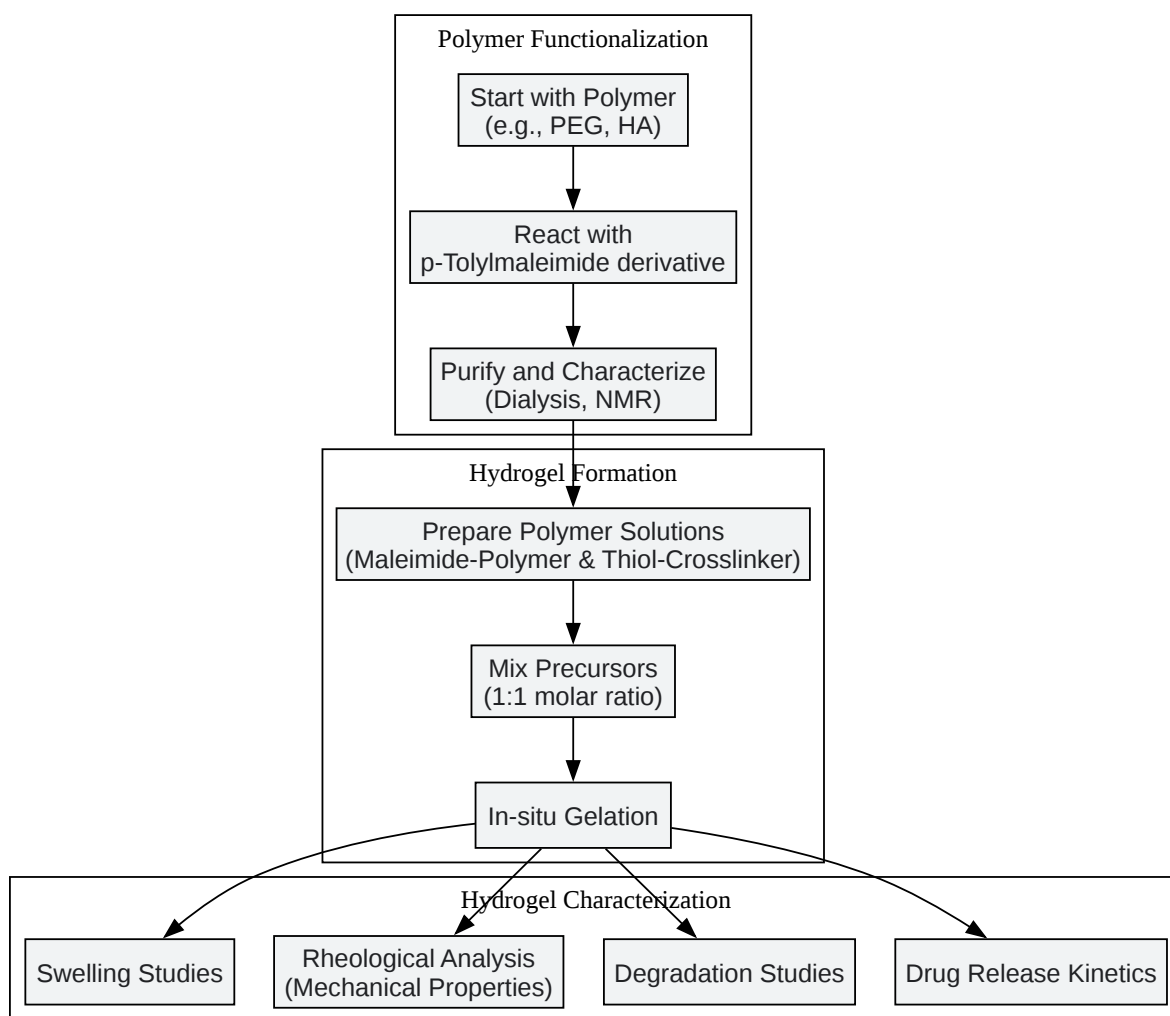 Polymer Functionalization
Start with Polymer
(e.g., PEG, HA)
React with
p-Tolylmaleimide derivative
Purify and Characterize
(Dialysis, NMR)
Hydrogel Formation
Prepare Polymer Solutions
(Maleimide-Polymer & Thiol-Crosslinker)
Mix Precursors
(1:1 molar ratio)
In-situ Gelation
Hydrogel Characterization
Swelling Studies
Rheological Analysis
(Mechanical Properties)
Degradation Studies
Drug Release Kinetics